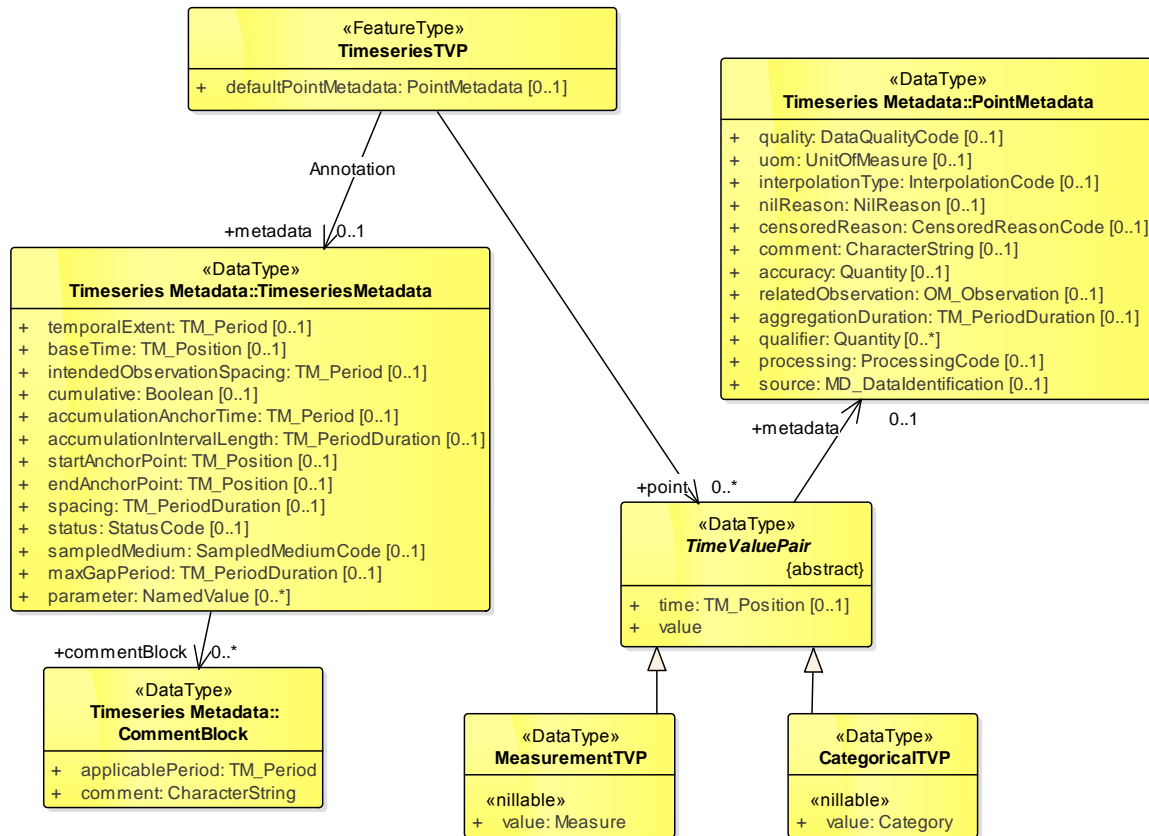 «FeatureType»
TimeseriesTVP
+ defaultPointMetadata: PointMetadata [0..1]
«DataType»
Timeseries Metadata::PointMetadata
+ quality: DataQualityCode [0..1]
+ uom: UnitOfMeasure [0..1]
+ interpolationType: InterpolationCode [0..1]
+ nilReason: NilReason [0..1]
+ censoredReason: CensoredReasonCode [0..1]
+ comment: CharacterString [0..1]
+ accuracy: Quantity [0..1]
+ relatedObservation: OM_Observation [0..1]
+ aggregationDuration: TM_PeriodDuration [0..1]
+ qualifier: Quantity [0..*]
+ processing: ProcessingCode [0..1]
+ source: MD_DataIdentification [0..1]
Annotation
+metadata 0..1
«DataType»
Timeseries Metadata::TimeseriesMetadata
+ temporalExtent: TM_Period [0..1]
+ baseTime: TM_Position [0..1]
+ intendedObservationSpacing: TM_Period [0..1]
+ cumulative: Boolean [0..1]
+ accumulationAnchorTime: TM_Period [0..1]
+ accumulationIntervalLength: TM_PeriodDuration [0..1]
+ startAnchorPoint: TM_Position [0..1]
+ endAnchorPoint: TM_Position [0..1]
+ spacing: TM_PeriodDuration [0..1]
+ status: StatusCode [0..1]
+ sampledMedium: SampledMediumCode [0..1]
+ maxGapPeriod: TM_PeriodDuration [0..1]
+ parameter: NamedValue [0..*]
+metadata 0..1
+point 0..*
«DataType»
TimeValuePair
{abstract}
+ time: TM_Position [0..1]
+ value
+commentBlock 0..*
«DataType»
Timeseries Metadata::
CommentBlock
+ applicablePeriod: TM_Period
+ comment: CharacterString
«DataType»
MeasurementTVP
«nillable»
+ value: Measure
«DataType»
CategoricalTVP
«nillable»
+ value: Category